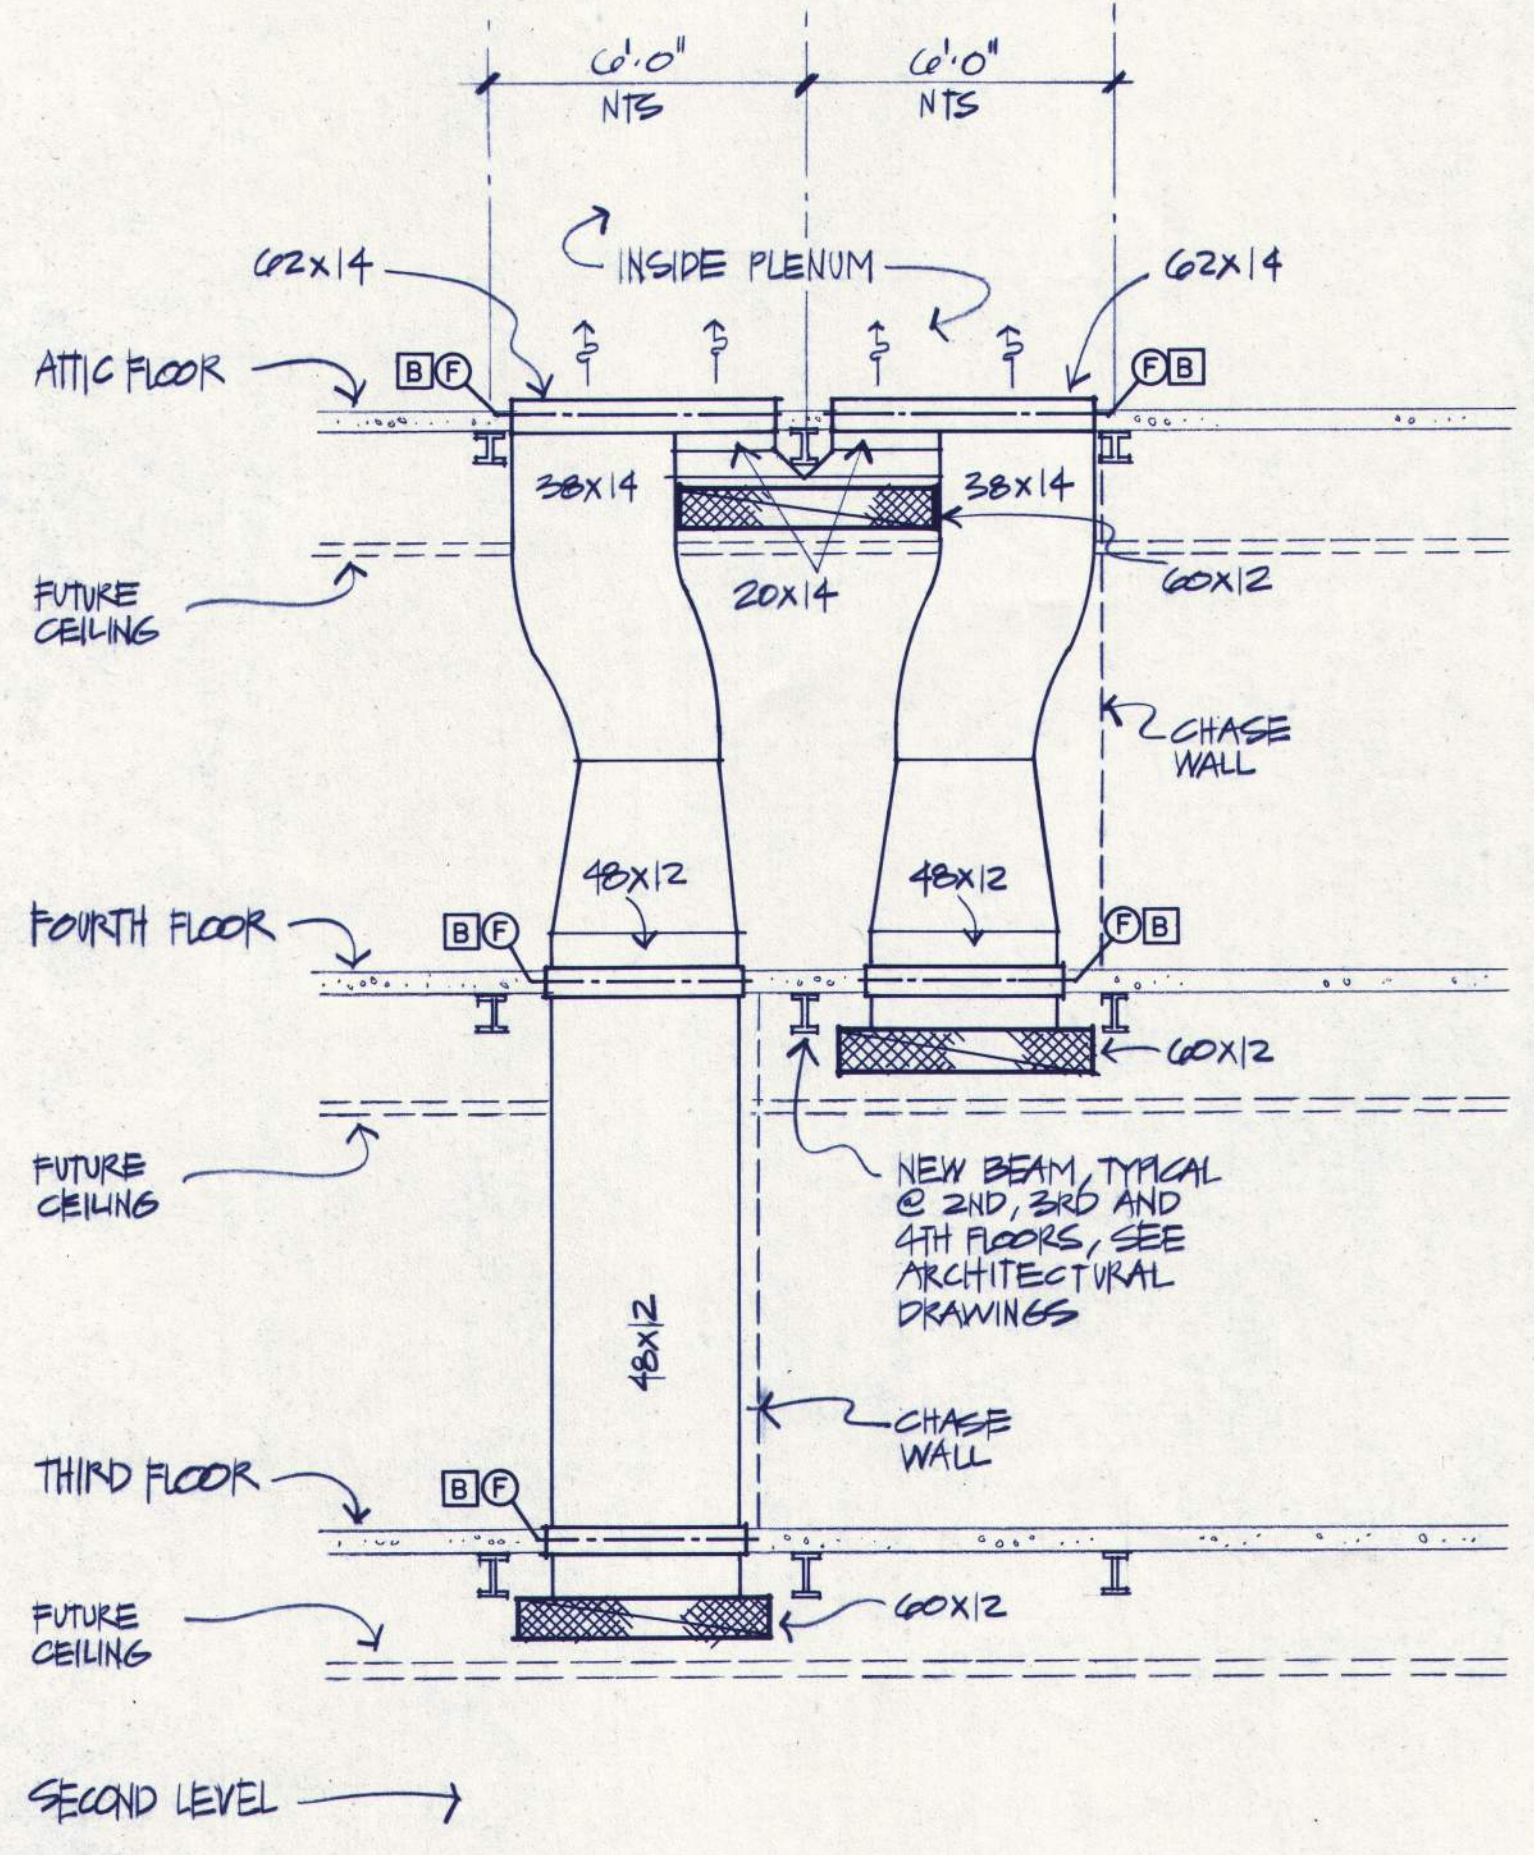 6'-0"
6'-0"
NTS
NTS
62X14
INSIDE PLENUM
62X14
ATTIC FLOOR
B F
F B
38X14
38X14
FUTURE
CEILING
20X14
60X12
CHASE
WALL
48X12
48X12
FOURTH FLOOR
B F
F B
60X12
FUTURE
CEILING
NEW BEAM, TYPICAL
@ 2ND, 3RD AND
4TH FLOORS, SEE
ARCHITECTURAL
DRAWINGS
48X12
CHASE
WALL
THIRD FLOOR
B F
FUTURE
CEILING
60X12
SECOND LEVEL